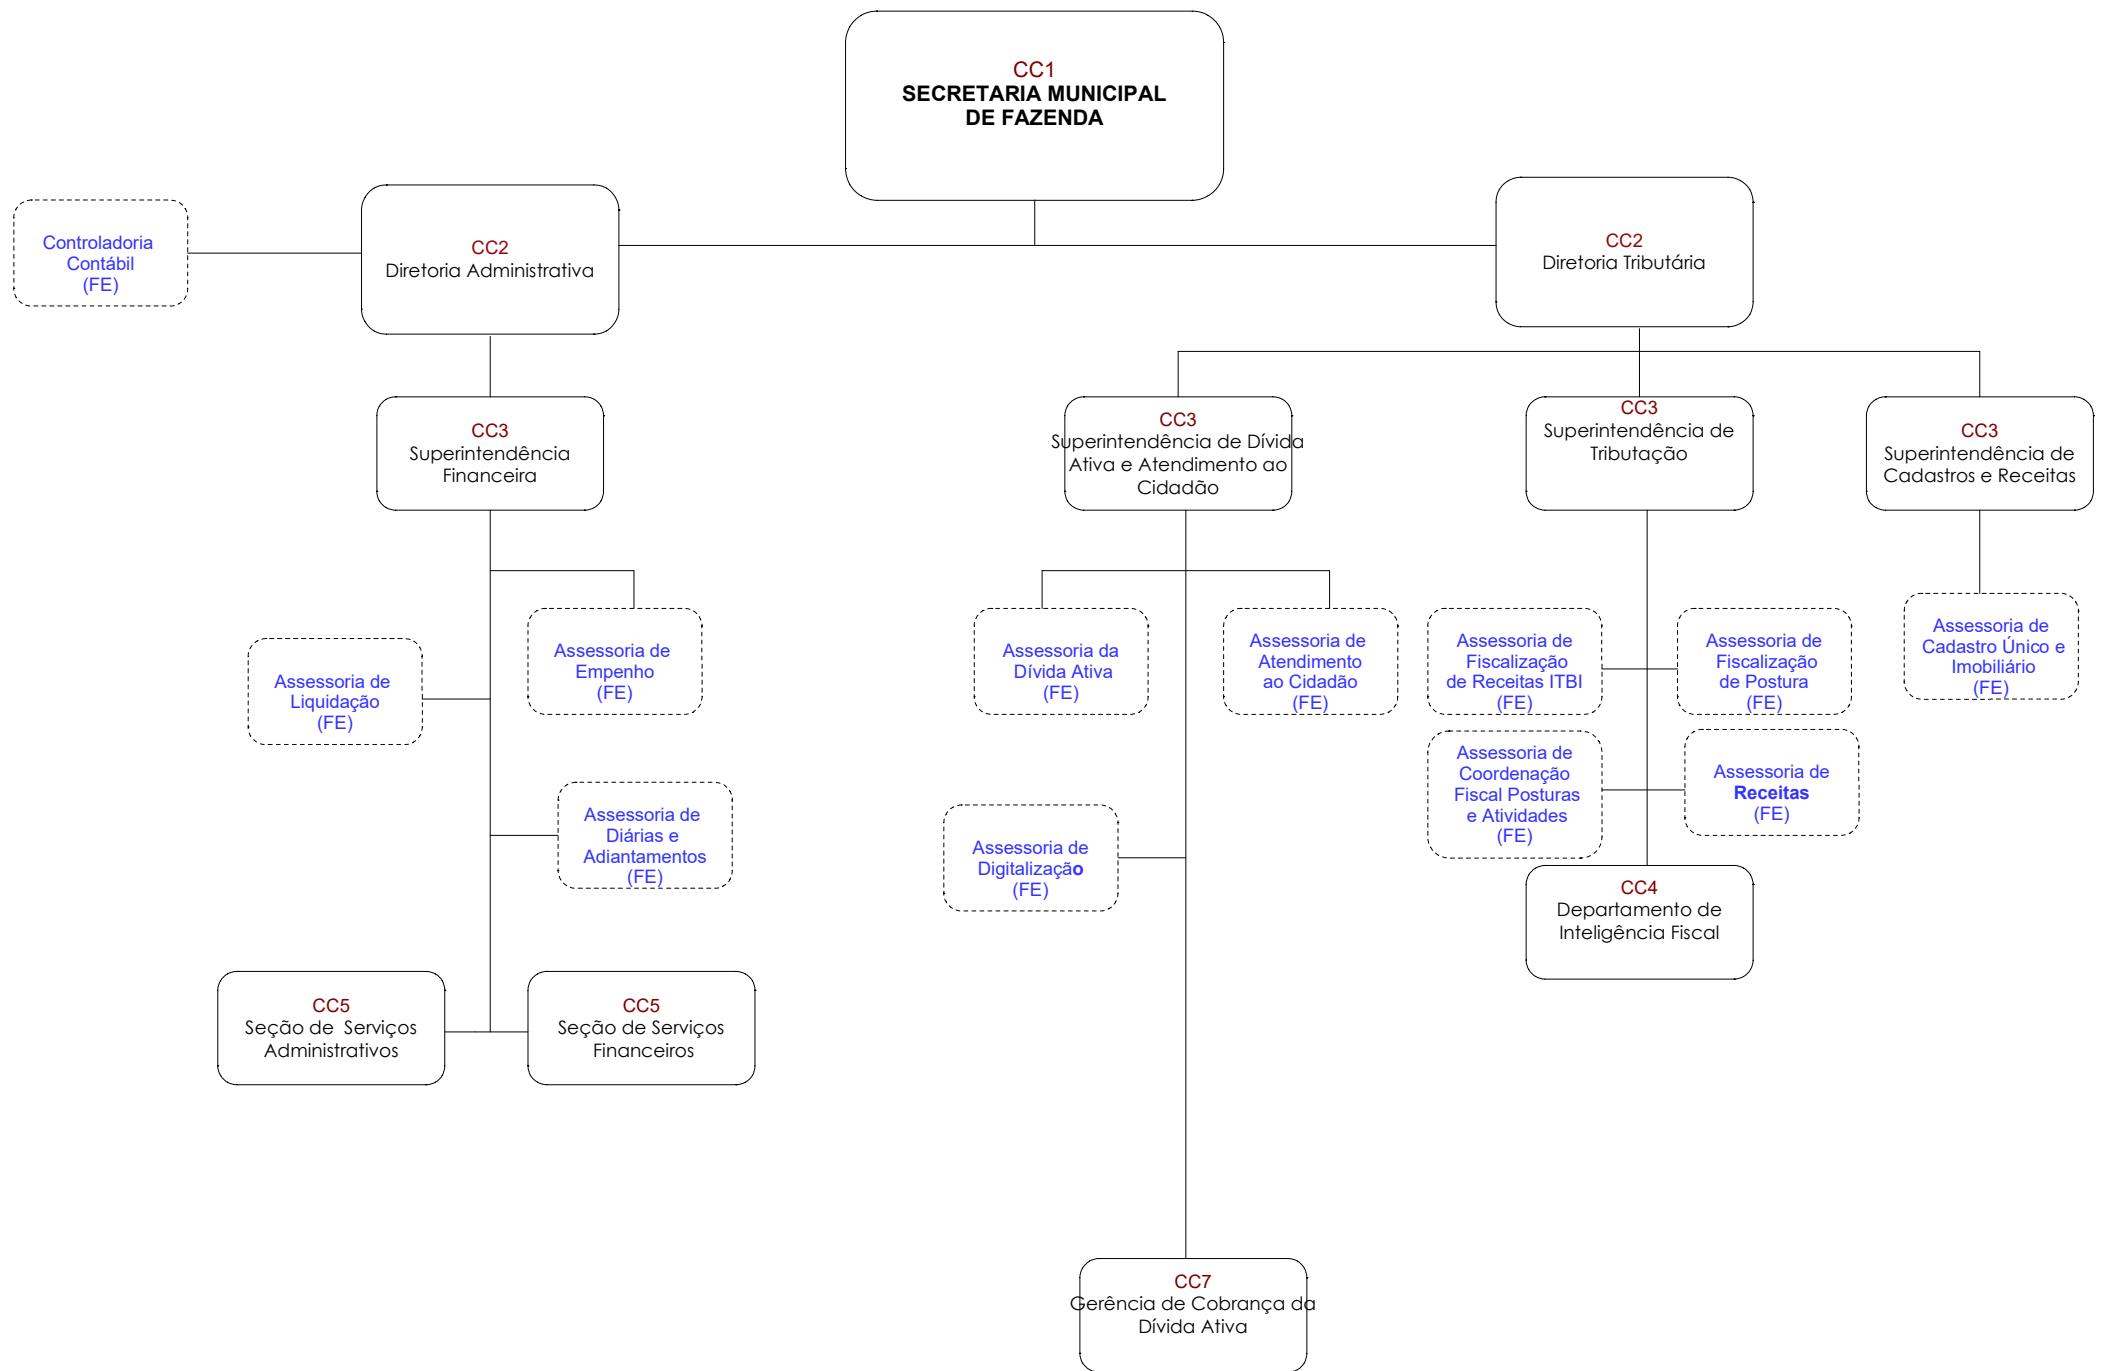 CC1
SECRETARIA MUNICIPAL
DE FAZENDA
Controladoria
Contábil
(FE)
CC2
Diretoria Administrativa
CC2
Diretoria Tributária
CC3
Superintendência
Financeira
CC3
Superintendência de Dívida
Ativa e Atendimento ao
Cidadão
CC3
Superintendência de
Tributação
CC3
Superintendência de
Cadastros e Receitas
Assessoria de
Liquidação
(FE)
Assessoria de
Empenho
(FE)
Assessoria da
Dívida Ativa
(FE)
Assessoria de
Atendimento
ao Cidadão
(FE)
Assessoria de
Fiscalização
de Receitas ITBI
(FE)
Assessoria de
Fiscalização
de Postura
(FE)
Assessoria de
Cadastro Único e
Imobiliário
(FE)
Assessoria de
Diárias e
Adiantamentos
(FE)
Assessoria de
Digitalização
(FE)
Assessoria de
Coordenação
Fiscal Posturas
e Atividades
(FE)
Assessoria de
Receitas
(FE)
CC4
Departamento de
Inteligência Fiscal
CC5
Seção de  Serviços
Administrativos
CC5
Seção de Serviços
Financeiros
CC7
Gerência de Cobrança da
Dívida Ativa